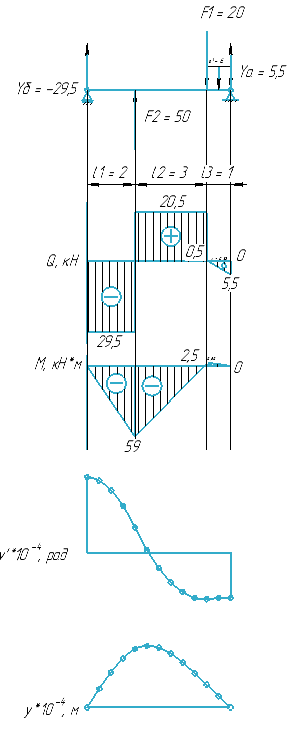 F1 = 20
Yδ = -29,5
Ya = 5,5
F2 = 50
l1 = 2
l2 = 3
l3 = 1
20,5
Q, кН
0,5
0
5,5
29,5
М, кН*м
2,5
0
59
y'*10⁻⁴, рад
y*10⁻⁴, м